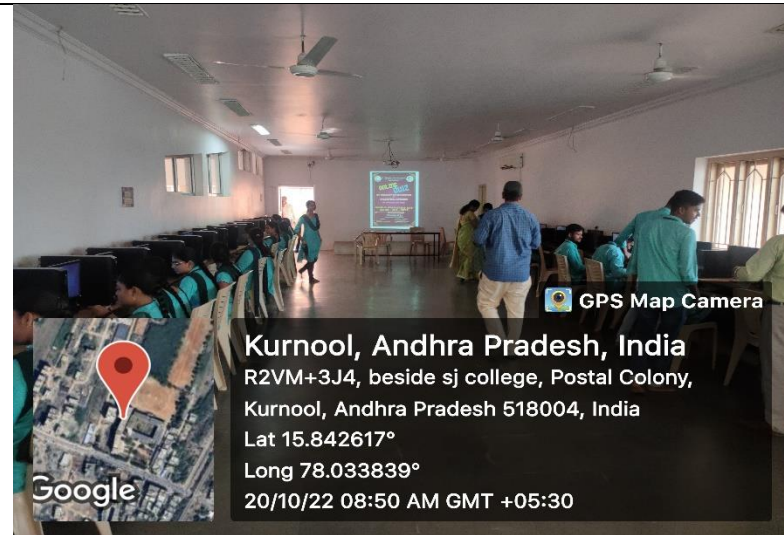 GPS Map Camera
Kurnool, Andhra Pradesh, India
R2VM+3J4, beside sj college, Postal Colony,
Kurnool, Andhra Pradesh 518004, India
Lat 15.842617°
Long 78.033839°
20/10/22 08:50 AM GMT +05:30
Google